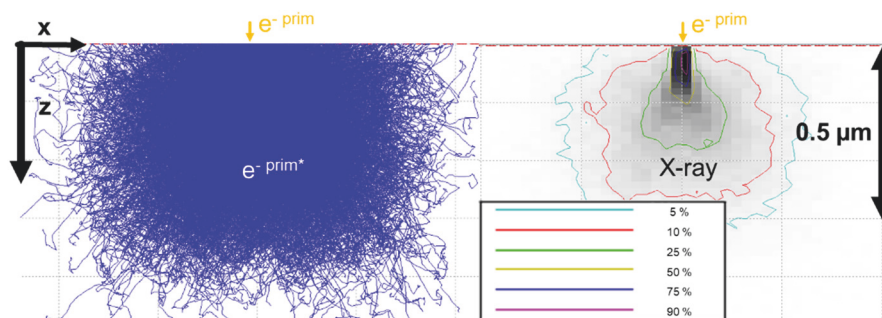 e⁻ ᵖʳⁱᵐ
e⁻ ᵖʳⁱᵐ
x
z
0.5 µm
e⁻ ᵖʳⁱᵐ*
X-ray
5 %
10 %
25 %
50 %
75 %
90 %